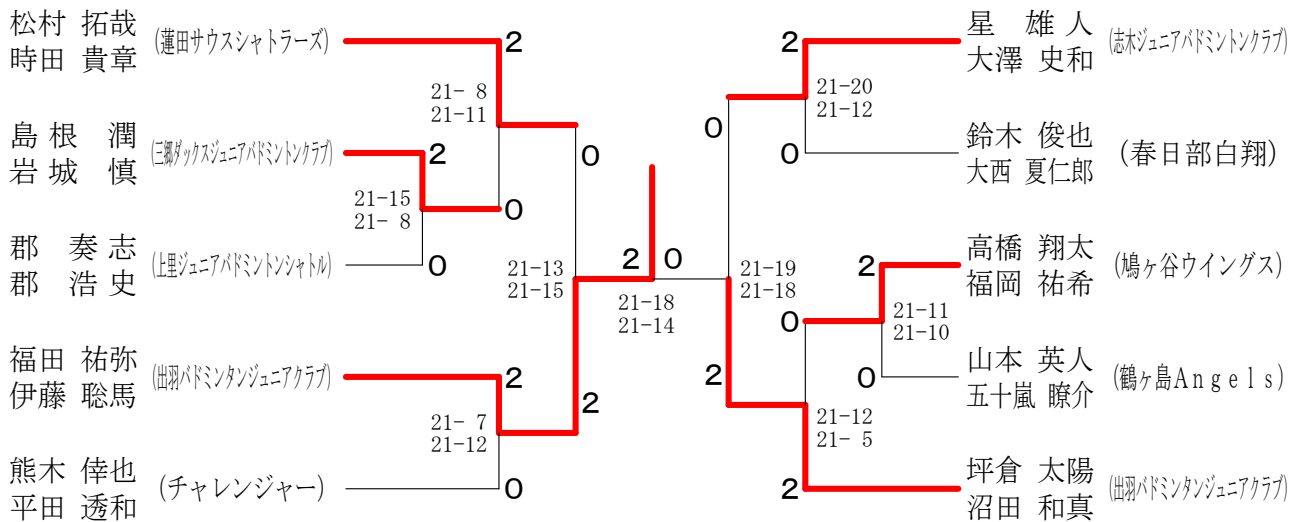 松村 拓哉
時田 貴章
(蓮田サウスシャトラーズ)
2
21- 8
21-11
島根 潤
岩城 慎
(三郷ダックスジュニアバドミントンクラブ)
2
0
21-15
21- 8
0
郡 奏志
郡 浩史
(上里ジュニアバドミントンシャトル)
0
21-13
21-15
福田 祐弥
伊藤 聡馬
(出羽バドミンタンジュニアクラブ)
2
2
21- 7
21-12
熊木 倖也
平田 透和
(チャレンジャー)
0
2
0
21-18
21-14
星 雄人
大澤 史和
(志木ジュニアバドミントンクラブ)
2
21-20
21-12
0
鈴木 俊也
大西 夏仁郎
(春日部白翔)
0
21-19
21-18
高橋 翔太
福岡 祐希
(鳩ヶ谷ウイングス)
2
0
21-11
21-10
山本 英人
五十嵐 瞭介
(鶴ヶ島Angels)
0
2
21-12
21- 5
坪倉 太陽
沼田 和真
(出羽バドミンタンジュニアクラブ)
2